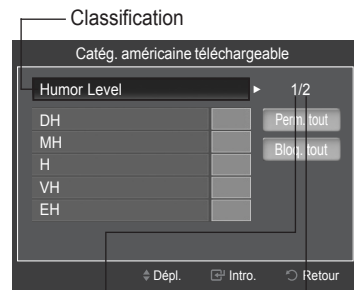 Classification
Catég. américaine téléchargeable
Humor Level ► 1/2
DH Perm. tout
MH
Bloq. tout
H
VH
EH
Dépl. Intro. Retour